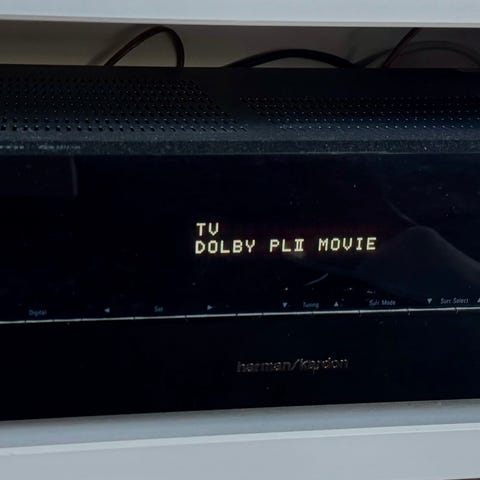 TV
DOLBY PLⅡ MOVIE
Digital ◀ Set ▶ ▼ Tuning ▲ Surr Mode ▼ Surr Select ▲
harman/kardon